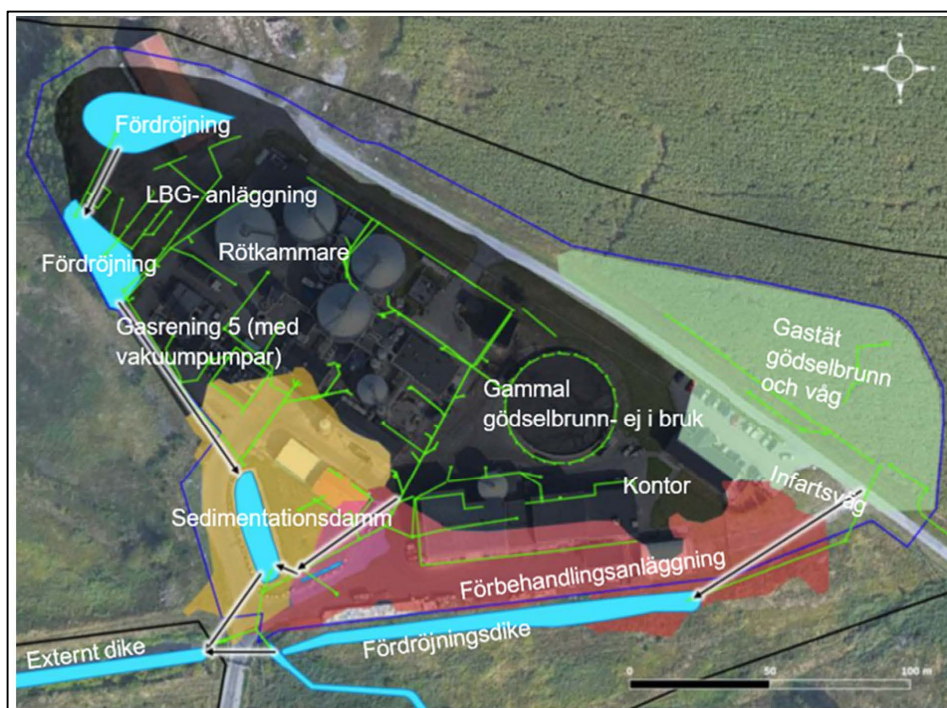 Fördröjning
LBG- anläggning
Rötkammare
Fördröjning
Gasrening 5 (med
vakuumpumpar)
Gastät
gödselbrunn
och våg
Gammal
gödselbrunn- ej i bruk
Kontor
Infartsväg
Sedimentationsdamm
Förbehandlingsanläggning
Fördröjningsdike
Externt dike
0 50 100 m